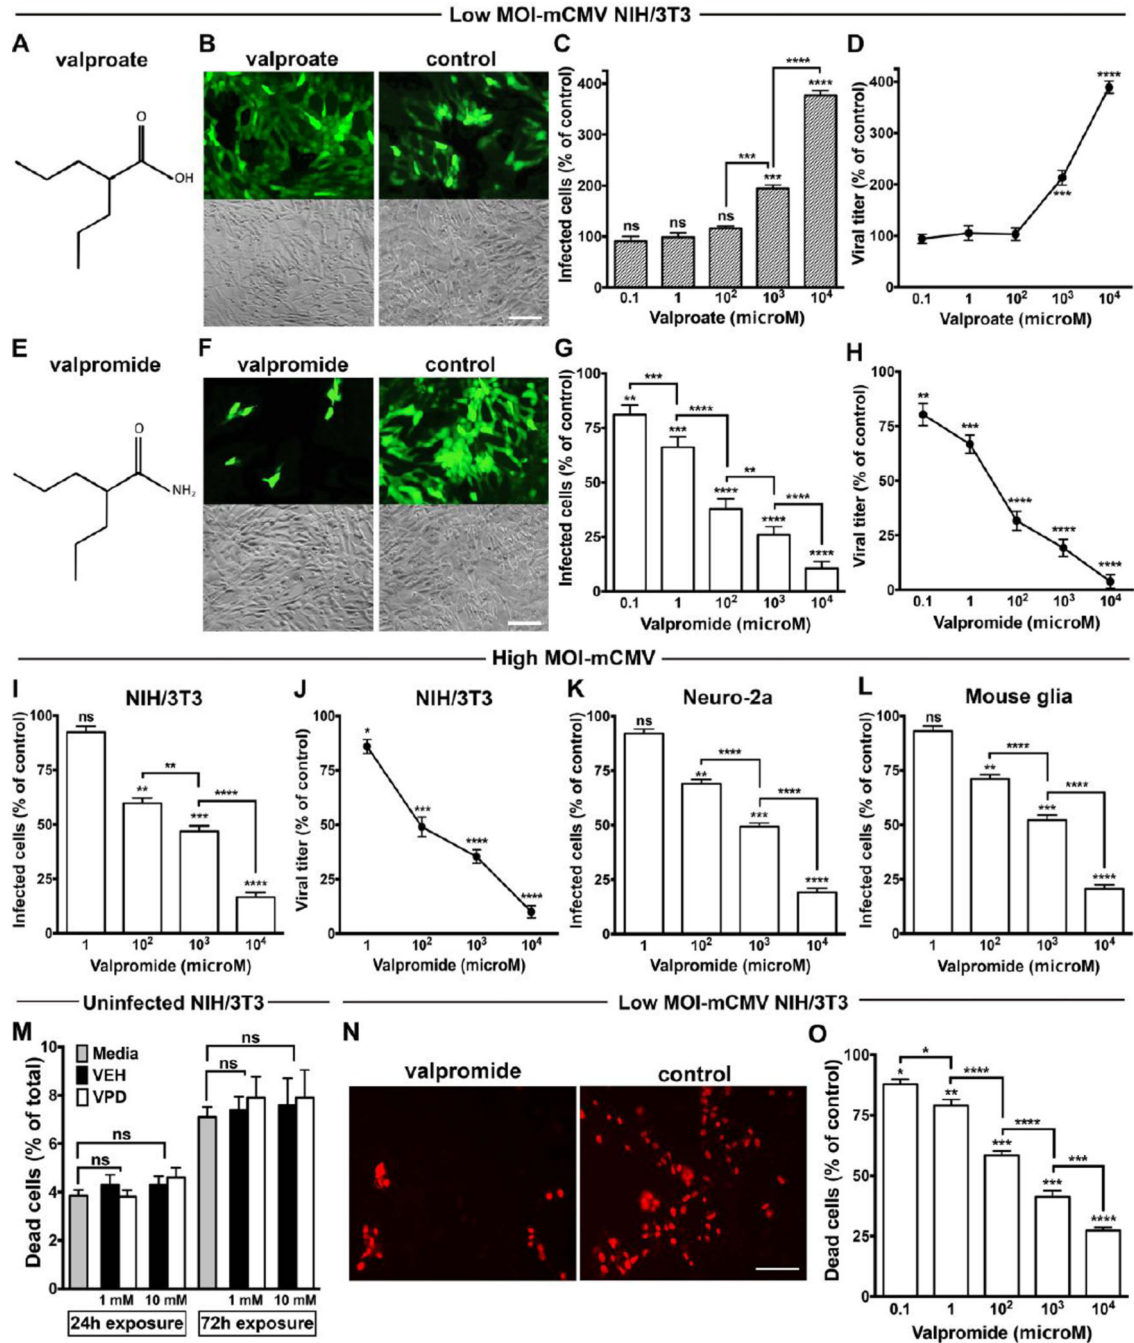 Low MOI-mCMV NIH/3T3
A
valproate
O
OH
B
valproate control
C
Infected cells (% of control)
400
300
200
100
0
ns ns ns *** ****
*** ****
0.1 1 10² 10³ 10⁴
Valproate (microM)
D
Viral titer (% of control)
400
300
200
100
0
*** ****
0.1 1 10² 10³ 10⁴
Valproate (microM)
E
valpromide
O
NH₂
F
valpromide control
G
Infected cells (% of control)
100
75
50
25
0
** *** **** **** ****
*** **** ** ****
0.1 1 10² 10³ 10⁴
Valpromide (microM)
H
Viral titer (% of control)
100
75
50
25
0
** *** **** **** ****
0.1 1 10² 10³ 10⁴
Valpromide (microM)
High MOI-mCMV
I
NIH/3T3
Infected cells (% of control)
100
75
50
25
0
ns ** *** ****
** ****
1 10² 10³ 10⁴
Valpromide (microM)
J
NIH/3T3
Viral titer (% of control)
100
75
50
25
0
* *** **** ****
1 10² 10³ 10⁴
Valpromide (microM)
K
Neuro-2a
Infected cells (% of control)
100
75
50
25
0
ns ** *** ****
**** ****
1 10² 10³ 10⁴
Valpromide (microM)
L
Mouse glia
Infected cells (% of control)
100
75
50
25
0
ns ** *** ****
**** ****
1 10² 10³ 10⁴
Valpromide (microM)
Uninfected NIH/3T3
M
Dead cells (% of total)
10
8
6
4
2
0
Media
VEH
VPD
ns
ns
ns
ns
1 mM 10 mM 1 mM 10 mM
24h exposure 72h exposure
Low MOI-mCMV NIH/3T3
N
valpromide control
O
Dead cells (% of control)
100
75
50
25
0
* ** *** *** ****
* **** **** ***
0.1 1 10² 10³ 10⁴
Valpromide (microM)